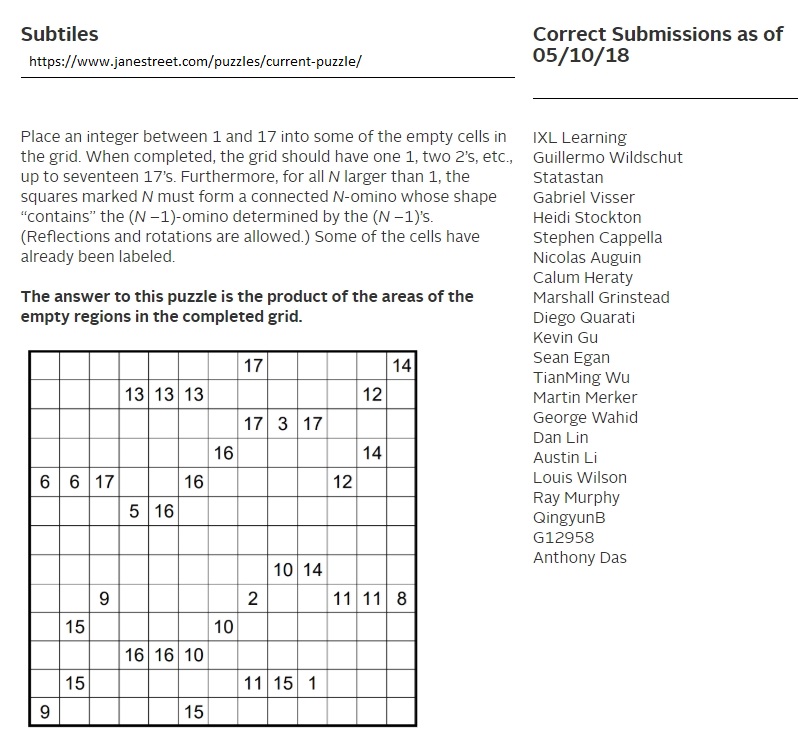 Subtiles
https://www.janestreet.com/puzzles/current-puzzle/
Place an integer between 1 and 17 into some of the empty cells in
the grid. When completed, the grid should have one 1, two 2's, etc.,
up to seventeen 17's. Furthermore, for all N larger than 1, the
squares marked N must form a connected N-omino whose shape
“contains” the (N –1)-omino determined by the (N –1)'s.
(Reflections and rotations are allowed.) Some of the cells have
already been labeled.
The answer to this puzzle is the product of the areas of the
empty regions in the completed grid.
17 14
13 13 13 12
17 3 17
16 14
6 6 17 16 12
5 16
10 14
9 2 11 11 8
15 10
16 16 10
15 11 15 1
9 15
Correct Submissions as of
05/10/18
IXL Learning
Guillermo Wildschut
Statastan
Gabriel Visser
Heidi Stockton
Stephen Cappella
Nicolas Auguin
Calum Heraty
Marshall Grinstead
Diego Quarati
Kevin Gu
Sean Egan
TianMing Wu
Martin Merker
George Wahid
Dan Lin
Austin Li
Louis Wilson
Ray Murphy
QingyunB
G12958
Anthony Das